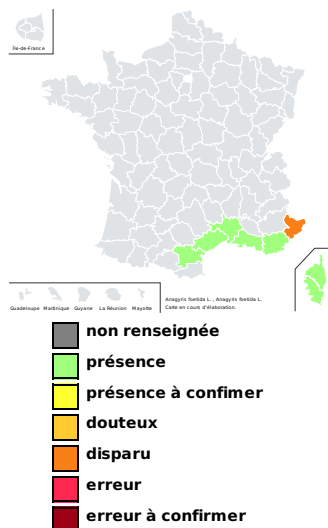 Île-de-France
Guadeloupe Martinique Guyane La Réunion Mayotte
Anagyris foetida L. , Anagyris foetida L.
Carte en cours d'élaboration.
non renseignée
présence
présence à confimer
douteux
disparu
erreur
erreur à confirmer